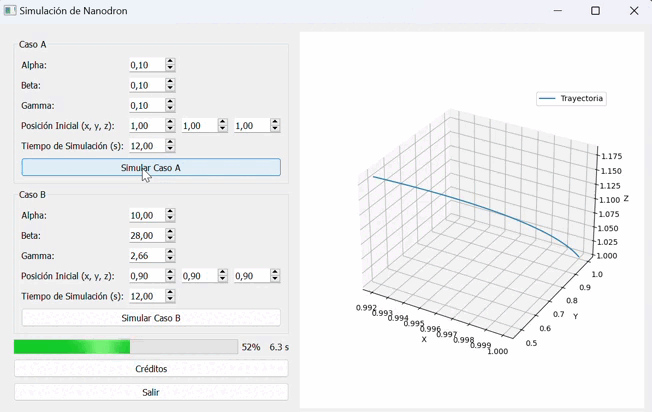 Simulación de Nanodron
Caso A
Alpha: 0,10
Beta: 0,10
Gamma: 0,10
Posición Inicial (x, y, z): 1,00 1,00 1,00
Tiempo de Simulación (s): 12,00
Simular Caso A
Caso B
Alpha: 10,00
Beta: 28,00
Gamma: 2,66
Posición Inicial (x, y, z): 0,90 0,90 0,90
Tiempo de Simulación (s): 12,00
Simular Caso B
52% 6.3 s
Créditos
Salir
Trayectoria
1.175
1.150
1.125
1.100
1.075
1.050
1.025
1.000
Z
0.992
0.993
0.994
0.995
0.996
0.997
0.998
0.999
1.000
X
0.5
0.6
0.7
0.8
0.9
1.0
Y